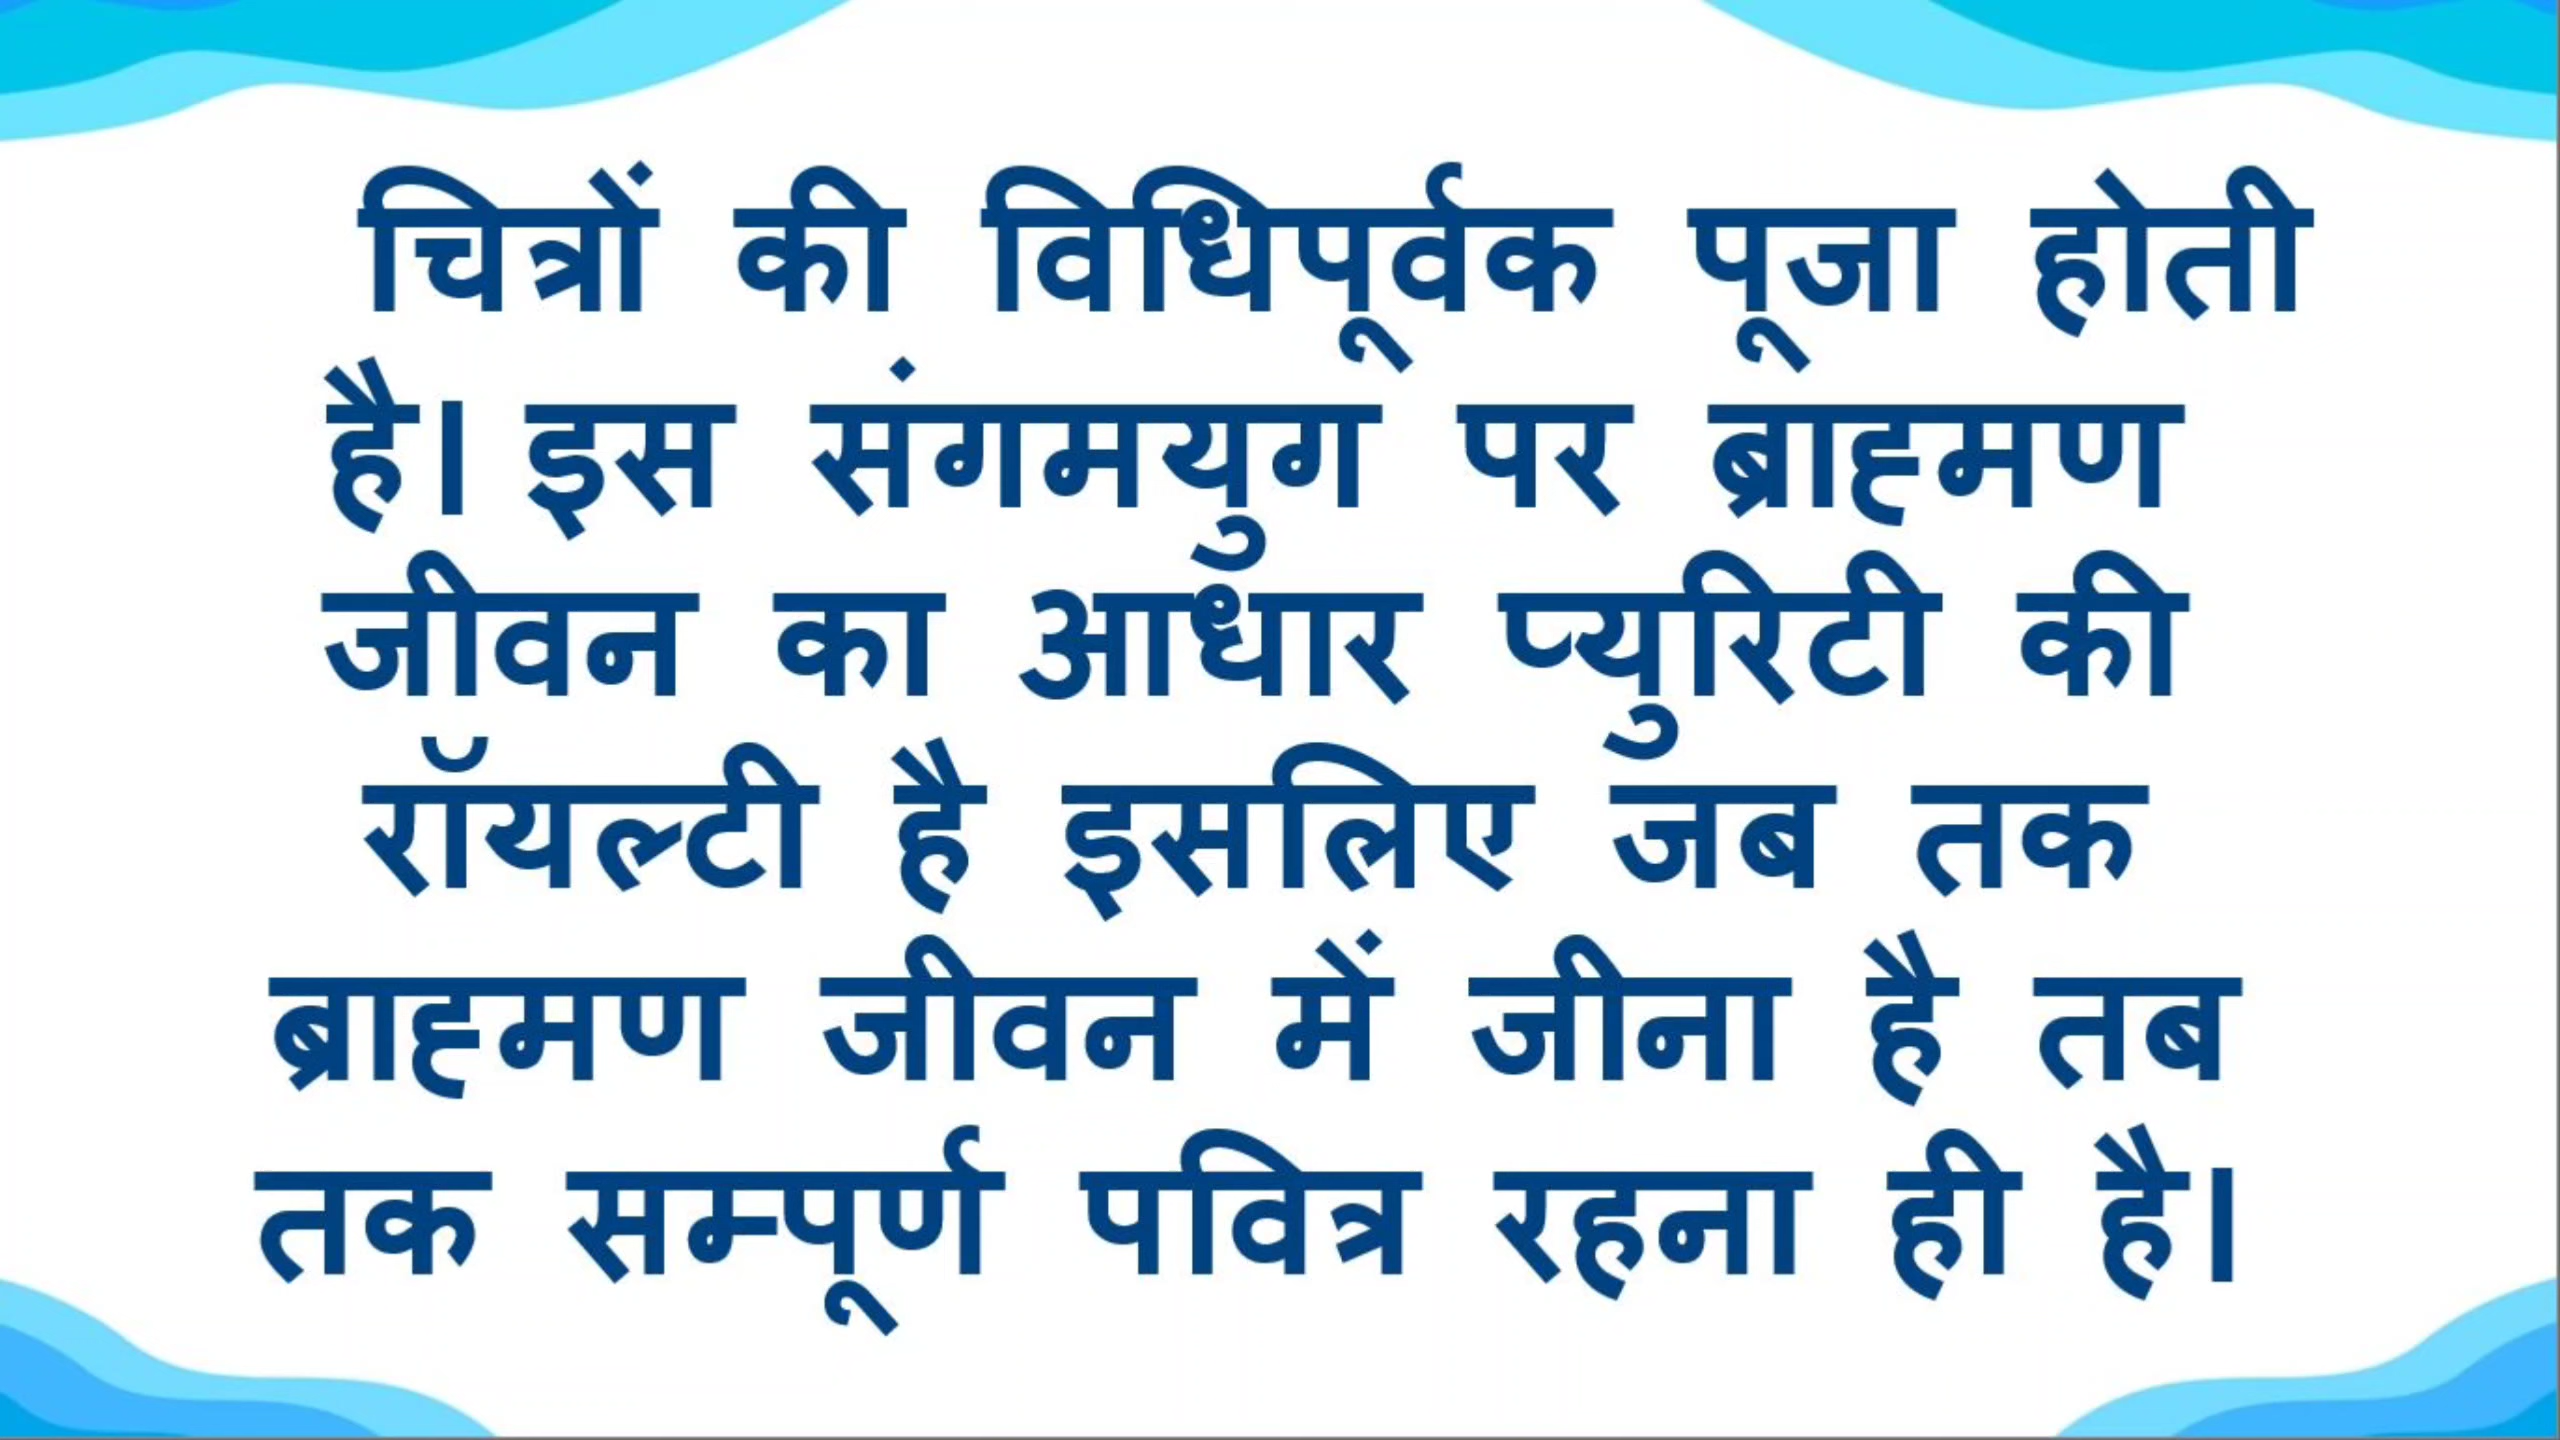 चित्रों की विधिपूर्वक पूजा होती
है। इस संगमयुग पर ब्राह्मण
जीवन का आधार प्युरिटी की
रॉयल्टी है इसलिए जब तक
ब्राह्मण जीवन में जीना है तब
तक सम्पूर्ण पवित्र रहना ही है।